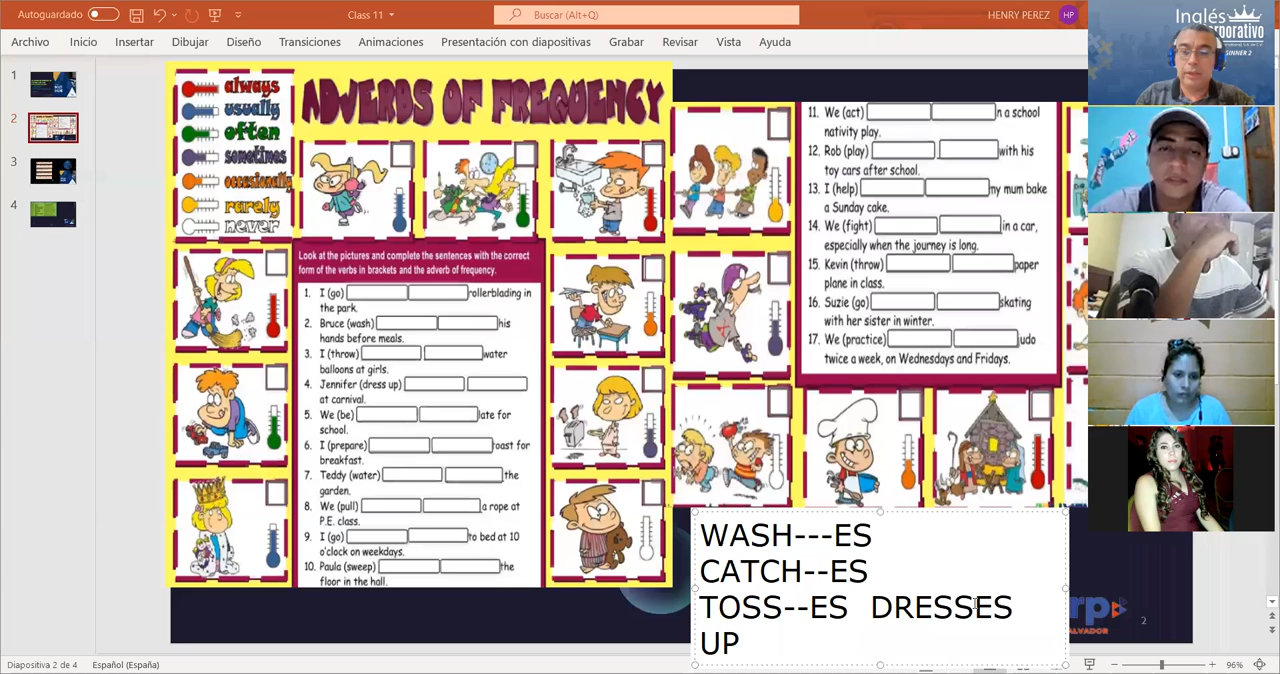 Autoguardado
Class 11
Buscar (Alt+Q)
HENRY PEREZ
HP
Archivo
Inicio
Insertar
Dibujar
Diseño
Transiciones
Animaciones
Presentación con diapositivas
Grabar
Revisar
Vista
Ayuda
Inglés
BEGINNER 2
1
2
3
4
always
usually
often
sometimes
occasionally
rarely
never
ADVERBS OF FREQUENCY
Look at the pictures and complete the sentences with the correct
form of the verbs in brackets and the adverb of frequency.
1. I (go) rollerblading in
the park.
2. Bruce (wash) his
hands before meals.
3. I (throw) water
balloons at girls.
4. Jennifer (dress up)
at carnival.
5. We (be) late for
school.
6. I (prepare) toast for
breakfast.
7. Teddy (water) the
garden.
8. We (pull) a rope at
P.E. class.
9. I (go) to bed at 10
o'clock on weekdays.
10. Paula (sweep) the
floor in the hall.
11. We (act) n a school
nativity play.
12. Rob (play) with his
toy cars after school.
13. I (help) my mum bake
a Sunday cake.
14. We (fight) in a car,
especially when the journey is long.
15. Kevin (throw) paper
plane in class.
16. Suzie (go) skating
with her sister in winter.
17. We (practice) udo
twice a week, on Wednesdays and Fridays.
WASH---ES
CATCH--ES
TOSS--ES DRESSES
UP
rp
ALVADOR
2
Diapositiva 2 de 4
Español (España)
96%